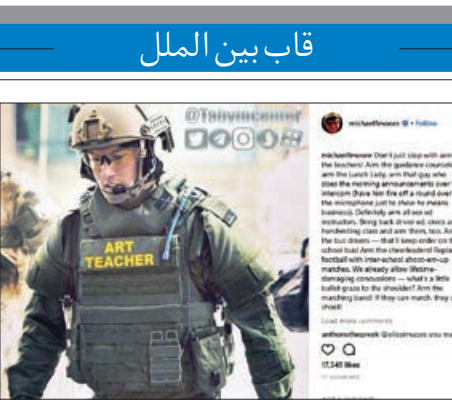 قاب بین الملل
@Tabyincenter
michaelfmoore • Follow
ART
TEACHER
michaelfmoore Don't just stop with arming
the teachers! Arm the guidance counselors,
arm the Lunch Lady, arm that guy who
does the morning announcements over the
intercom (have him fire off a round over
the microphone just to show he means
business). Definitely arm all sex ed
instructors. Bring back driver ed, civics and
handwriting class and arm them, too. Arm
the bus drivers — that'll keep order on the
school bus! Arm the cheerleaders! Replace
football with inter-school shoot-em-up
matches. We already allow lifetime-
damaging concussions — what's a little
bullet graze to the shoulder? Arm the
marching band! If they can march, they can
shoot!
Load more comments
17,549 likes